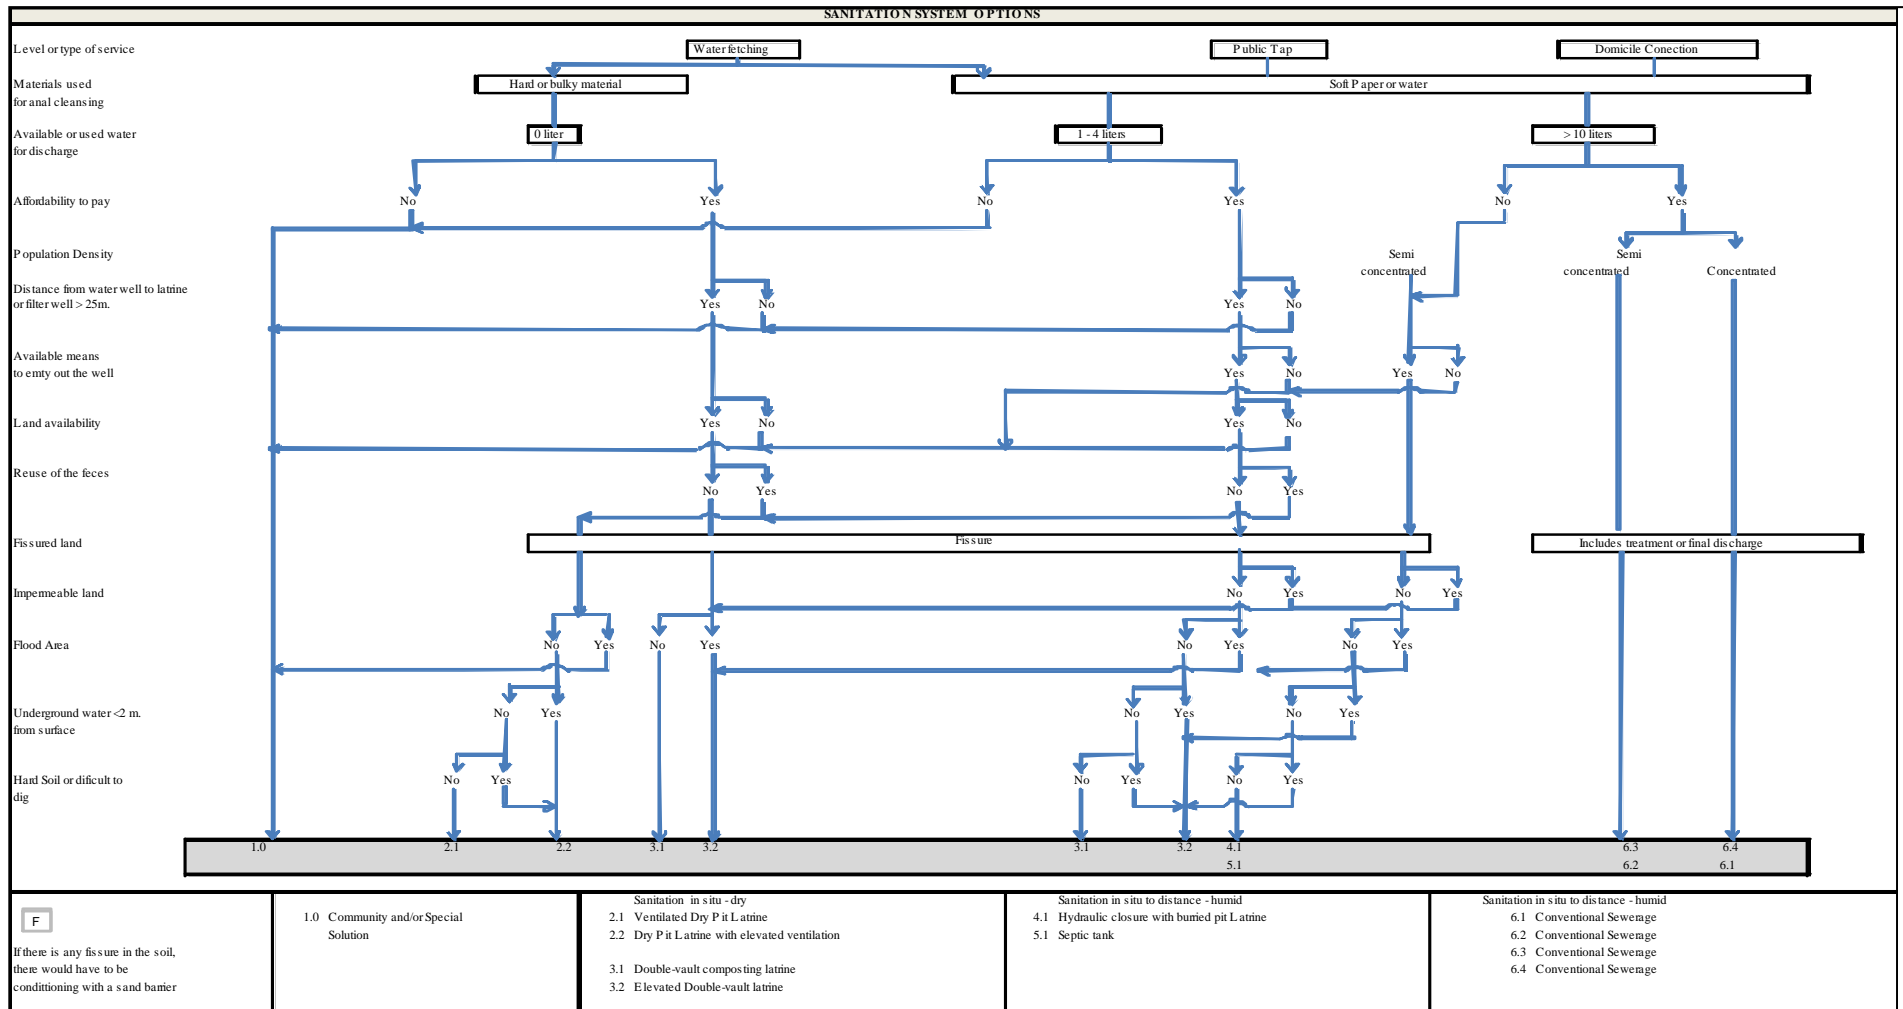 SANITATION SYSTEM OPTIONS
Level or type of service
Water fetching
Public Tap
Domicile Conection
Materials used
for anal cleansing
Hard or bulky material
Soft Paper or water
Available or used water
for discharge
0 liter
1 - 4 liters
> 10 liters
Affordability to pay
No Yes No Yes No Yes
Population Density
Semi
concentrated
Semi
concentrated
Concentrated
Distance from water well to latrine
or filter well > 25m.
Yes No Yes No
Available means
to emty out the well
Yes No Yes No
Land availability
Yes No Yes No
Reuse of the feces
No Yes No Yes
Fissured land
Fissure
Includes treatment or final discharge
Impermeable land
No Yes No Yes
Flood Area
No Yes No Yes No Yes No Yes
Underground water <2 m.
from surface
No Yes No Yes No Yes
Hard Soil or dificult to
dig
No Yes No Yes No Yes
1.0 2.1 2.2 3.1 3.2 3.1 3.2 4.1 6.3 6.4
5.1 6.2 6.1
F
If there is any fissure in the soil,
there would have to be
condittioning with a sand barrier
1.0 Community and/or Special
Solution
Sanitation in situ - dry
2.1 Ventilated Dry Pit Latrine
2.2 Dry Pit Latrine with elevated ventilation
3.1 Double-vault composting latrine
3.2 Elevated Double-vault latrine
Sanitation in situ to distance - humid
4.1 Hydraulic closure with burried pit Latrine
5.1 Septic tank
Sanitation in situ to distance - humid
6.1 Conventional Sewerage
6.2 Conventional Sewerage
6.3 Conventional Sewerage
6.4 Conventional Sewerage